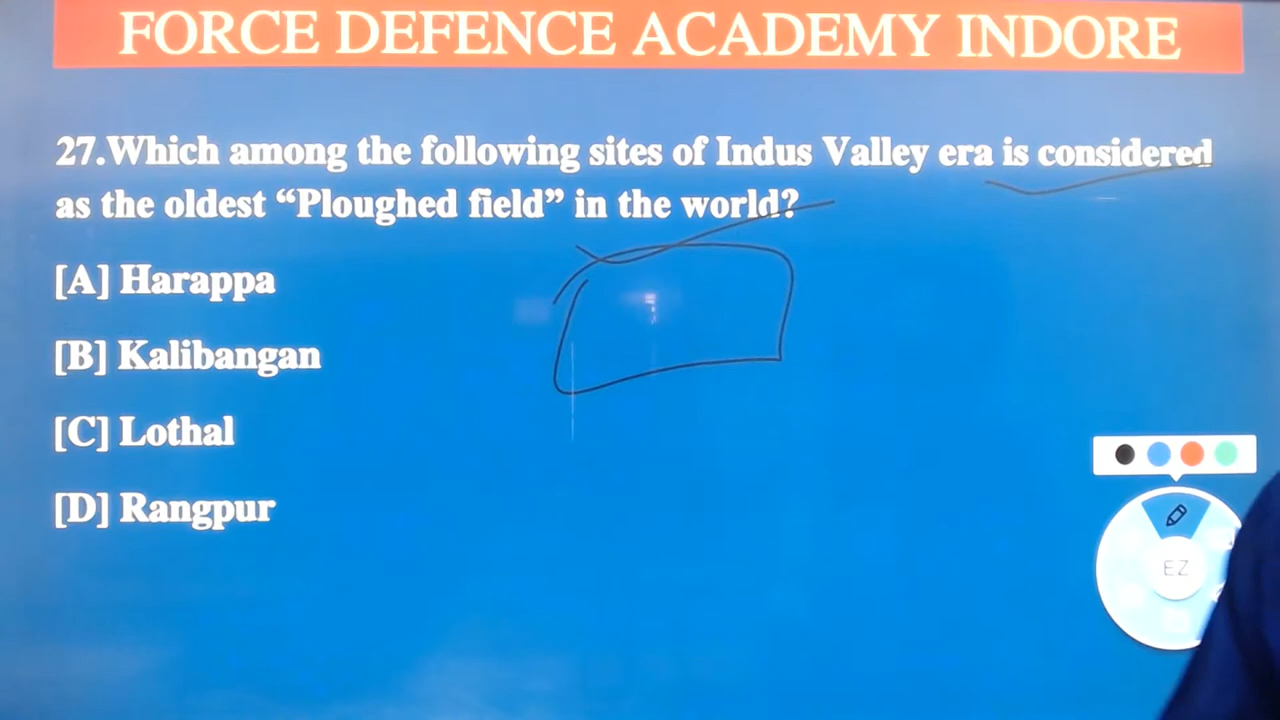 FORCE DEFENCE ACADEMY INDORE
27.Which among the following sites of Indus Valley era is considered
as the oldest “Ploughed field” in the world?
[A] Harappa
[B] Kalibangan
[C] Lothal
[D] Rangpur
EZ